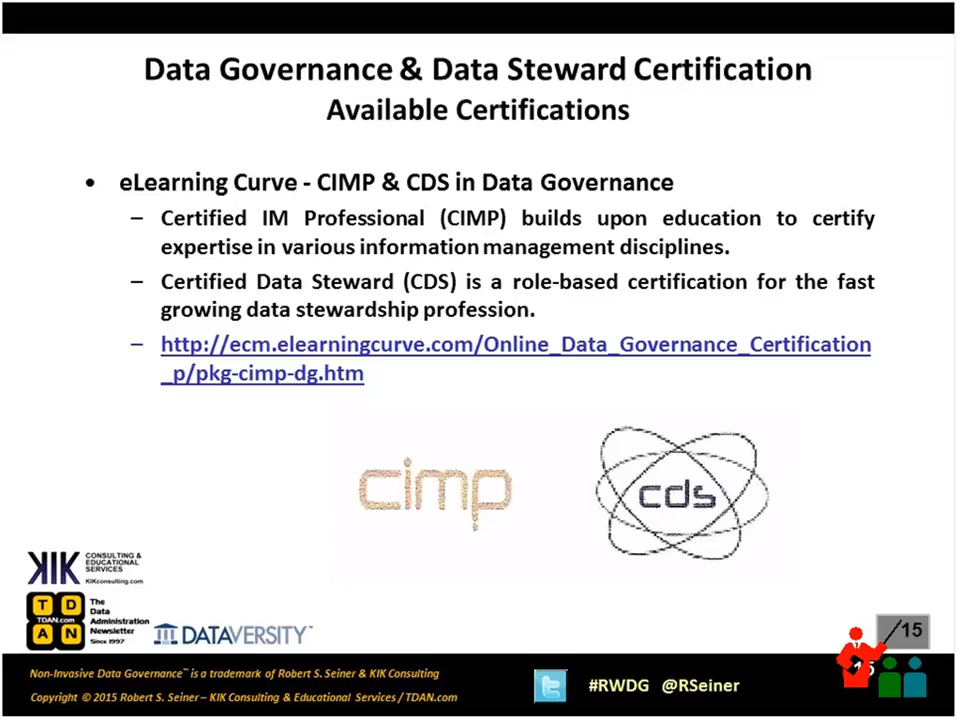 Data Governance & Data Steward Certification
Available Certifications
• eLearning Curve - CIMP & CDS in Data Governance
– Certified IM Professional (CIMP) builds upon education to certify
expertise in various information management disciplines.
– Certified Data Steward (CDS) is a role-based certification for the fast
growing data stewardship profession.
– http://ecm.elearningcurve.com/Online_Data_Governance_Certification
_p/pkg-cimp-dg.htm
cimp
cds
KIK CONSULTING &
EDUCATIONAL
SERVICES
KIKconsulting.com
T D
TDAN.com
A N
The
Data
Administration
Newsletter
Since 1997
DATAVERSITY™
/15
15
Non-Invasive Data Governance™ is a trademark of Robert S. Seiner & KIK Consulting
Copyright © 2015 Robert S. Seiner – KIK Consulting & Educational Services / TDAN.com
#RWDG @RSeiner